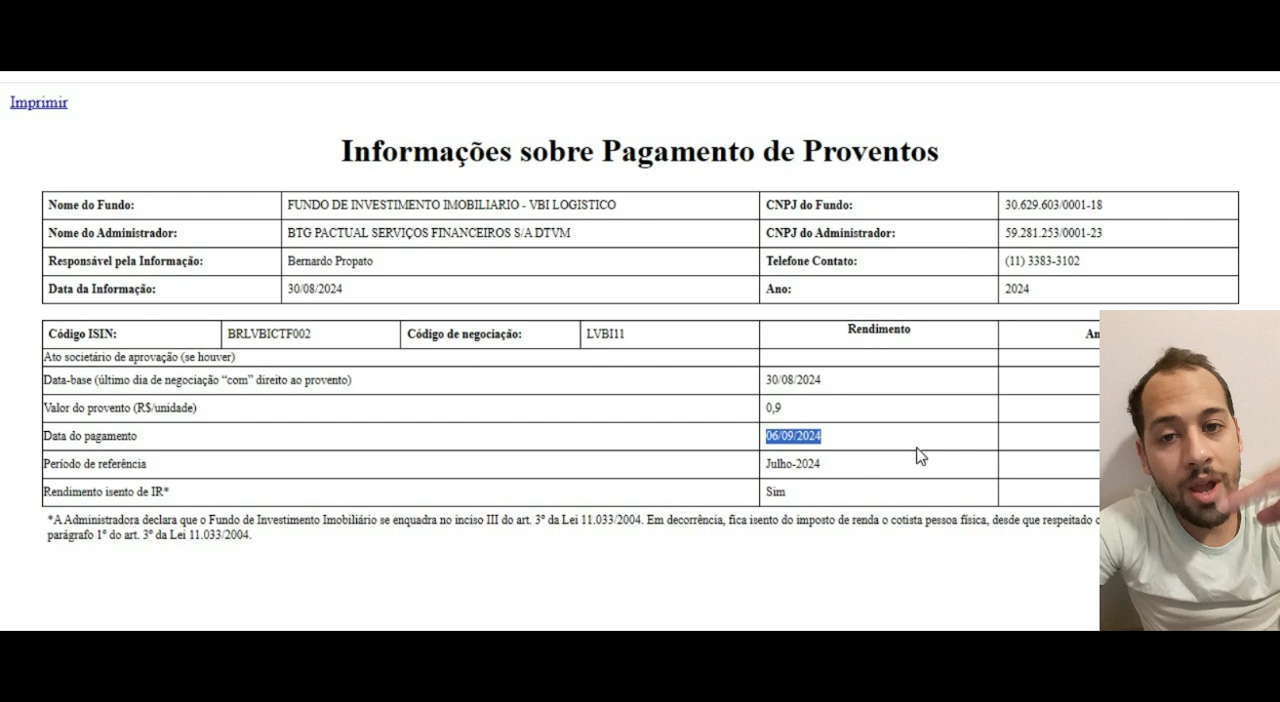 Imprimir
Informações sobre Pagamento de Proventos
Nome do Fundo: FUNDO DE INVESTIMENTO IMOBILIARIO - VBI LOGISTICO CNPJ do Fundo: 30.629.603/0001-18
Nome do Administrador: BTG PACTUAL SERVIÇOS FINANCEIROS S/A DTVM CNPJ do Administrador: 59.281.253/0001-23
Responsável pela Informação: Bernardo Propato Telefone Contato: (11) 3383-3102
Data da Informação: 30/08/2024 Ano: 2024
Código ISIN: BRLVBICTF002 Código de negociação: LVBI11 Rendimento
Ato societário de aprovação (se houver)
Data-base (último dia de negociação “com” direito ao provento) 30/08/2024
Valor do provento (R$/unidade) 0,9
Data do pagamento 06/09/2024
Período de referência Julho-2024
Rendimento isento de IR* Sim
*A Administradora declara que o Fundo de Investimento Imobiliário se enquadra no inciso III do art. 3º da Lei 11.033/2004. Em decorrência, fica isento do imposto de renda o cotista pessoa física, desde que respeitado
parágrafo 1º do art. 3º da Lei 11.033/2004.